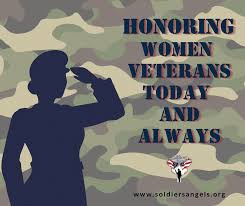 HONORING
WOMEN
VETERANS
TODAY
AND
ALWAYS
www.soldiersangels.org